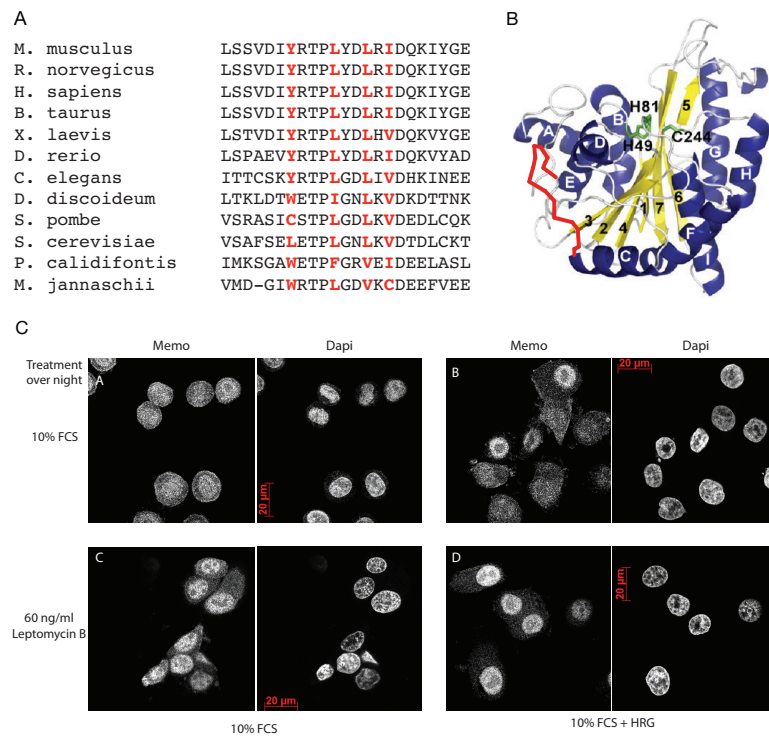 A
M. musculus LSSVDIYRTPLYDLRIDQKIYGE
R. norvegicus LSSVDIYRTPLYDLRIDQKIYGE
H. sapiens LSSVDIYRTPLYDLRIDQKIYGE
B. taurus LSSVDIYRTPLYDLRIDQKIYGE
X. laevis LSTVDIYRTPLYDLHVDQKIYGE
D. rerio LSPAEVYRTPLYDLRIDQKVYAD
C. elegans ITTCSKYRTPLGDLIVDHKINEE
D. discoideum LTKLDTWETPIGNLKVDKDTTNK
S. pombe VSRASICSTPLGDLKVDEDLCQK
S. cerevisiae VSAFSELETPLGNLKVDTDLCKT
P. calidifontis IMKSGAWETPFGRVEIDEELASL
M. jannaschii VMD-GIWRTPLGDVKCDEEFVEE
B
H81
5
B
A
D
H49
C244
G
H
E
3
2
4
1
7
6
F
C
I
C
Memo Dapi Memo Dapi
Treatment
over night
10% FCS
A
20 µm
B
20 µm
60 ng/ml
Leptomycin B
C
20 µm
D
20 µm
10% FCS
10% FCS + HRG